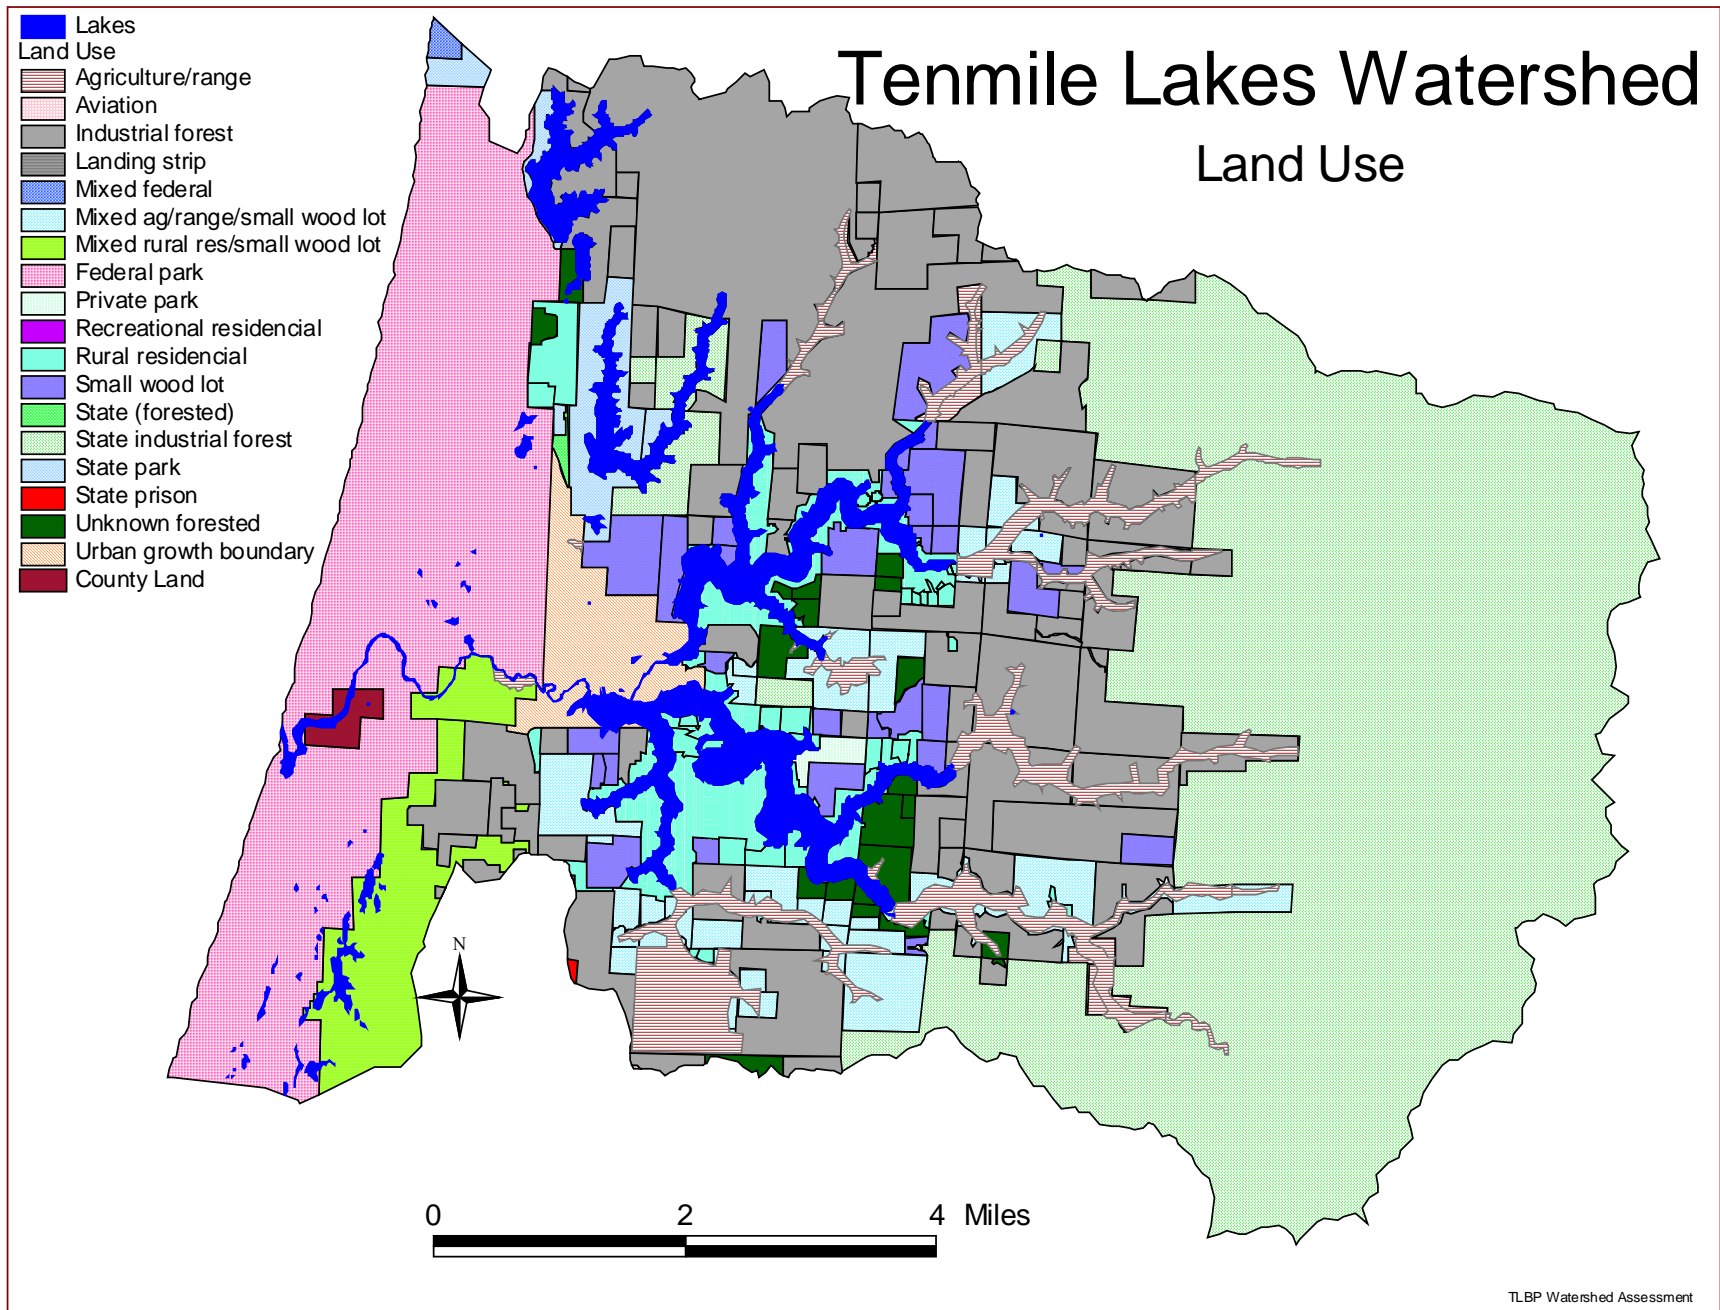 Tenmile Lakes Watershed
Land Use
Lakes
Land Use
Agriculture/range
Aviation
Industrial forest
Landing strip
Mixed federal
Mixed ag/range/small wood lot
Mixed rural res/small wood lot
Federal park
Private park
Recreational residencial
Rural residencial
Small wood lot
State (forested)
State industrial forest
State park
State prison
Unknown forested
Urban growth boundary
County Land
N
0 2 4 Miles
TLBP Watershed Assessment